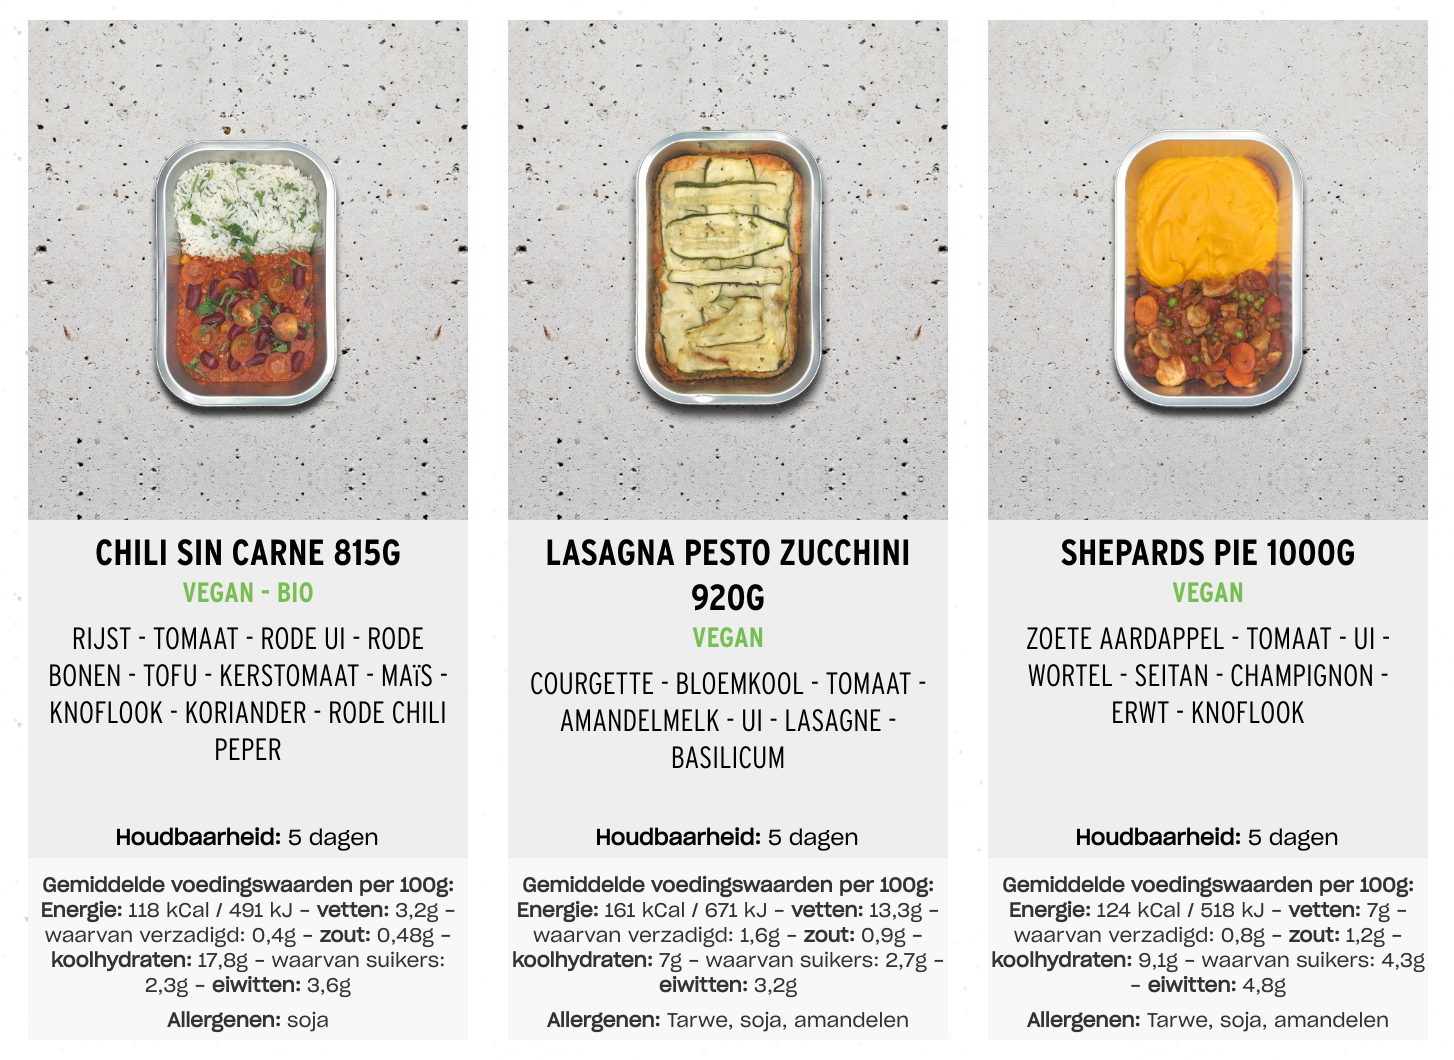 CHILI SIN CARNE 815G
VEGAN - BIO
RIJST - TOMAAT - RODE UI - RODE
BONEN - TOFU - KERSTOMAAT - MAïS -
KNOFLOOK - KORIANDER - RODE CHILI
PEPER
Houdbaarheid: 5 dagen
Gemiddelde voedingswaarden per 100g:
Energie: 118 kCal / 491 kJ – vetten: 3,2g –
waarvan verzadigd: 0,4g – zout: 0,48g –
koolhydraten: 17,8g – waarvan suikers:
2,3g – eiwitten: 3,6g
Allergenen: soja
LASAGNA PESTO ZUCCHINI
920G
VEGAN
COURGETTE - BLOEMKOOL - TOMAAT -
AMANDELMELK - UI - LASAGNE -
BASILICUM
Houdbaarheid: 5 dagen
Gemiddelde voedingswaarden per 100g:
Energie: 161 kCal / 671 kJ – vetten: 13,3g –
waarvan verzadigd: 1,6g – zout: 0,9g –
koolhydraten: 7g – waarvan suikers: 2,7g –
eiwitten: 3,2g
Allergenen: Tarwe, soja, amandelen
SHEPARDS PIE 1000G
VEGAN
ZOETE AARDAPPEL - TOMAAT - UI -
WORTEL - SEITAN - CHAMPIGNON -
ERWT - KNOFLOOK
Houdbaarheid: 5 dagen
Gemiddelde voedingswaarden per 100g:
Energie: 124 kCal / 518 kJ – vetten: 7g –
waarvan verzadigd: 0,8g – zout: 1,2g –
koolhydraten: 9,1g – waarvan suikers: 4,3g
– eiwitten: 4,8g
Allergenen: Tarwe, soja, amandelen